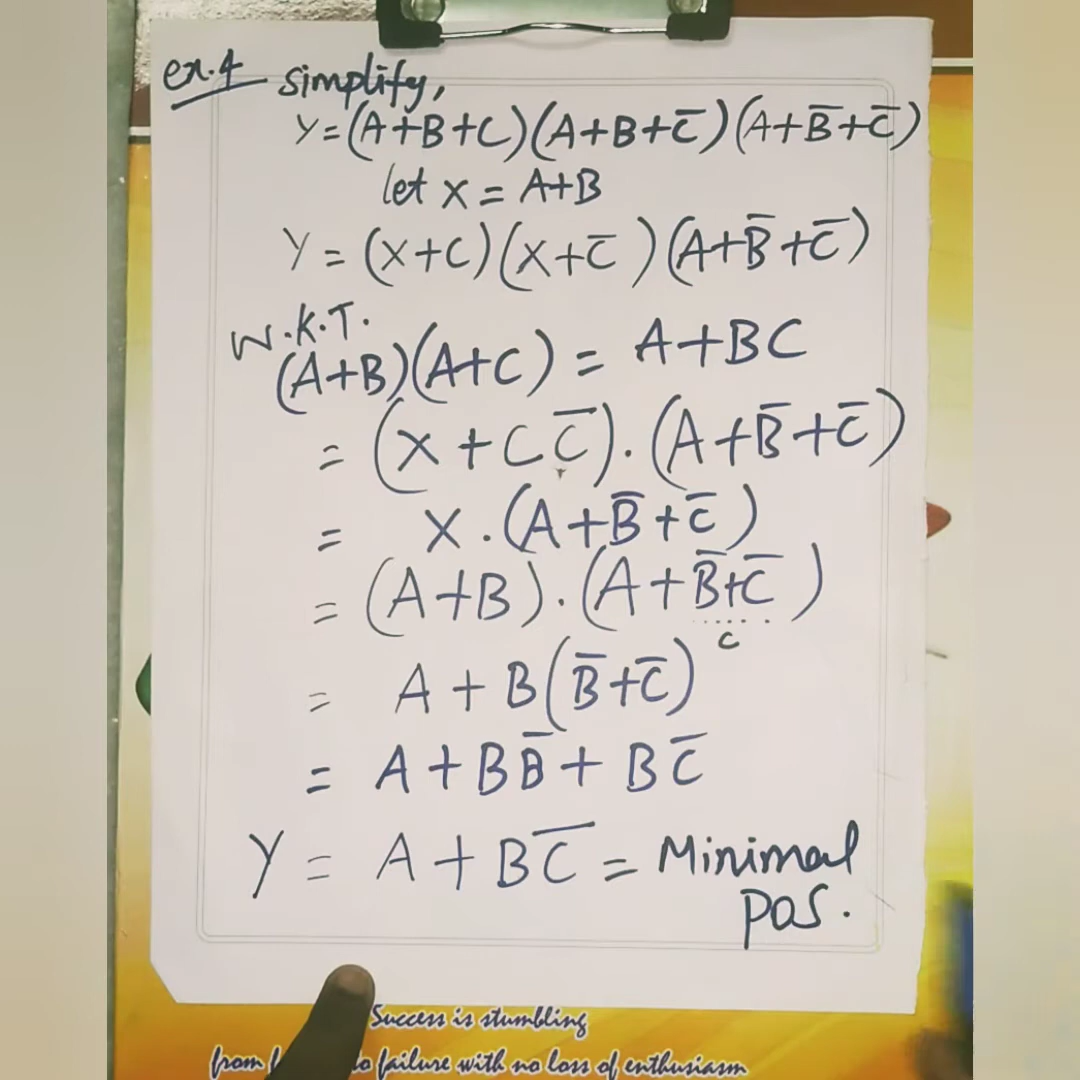 ex.4 simplify,
Y=(A+B+C)(A+B+C̅)(A+B̅+C̅)
let X = A+B
Y = (X+C)(X+C̅)(A+B̅+C̅)
W.K.T.
(A+B)(A+C) = A+BC
= (X + CC̅).(A+B̅+C̅)
= X.(A+B̅+C̅)
= (A+B).(A+B̅+C̅)
C
= A + B(B̅+C̅)
= A + BB̅ + BC̅
Y = A + BC̅ = Minimal
POS.
Success is stumbling
from failure with no loss of enthusiasm